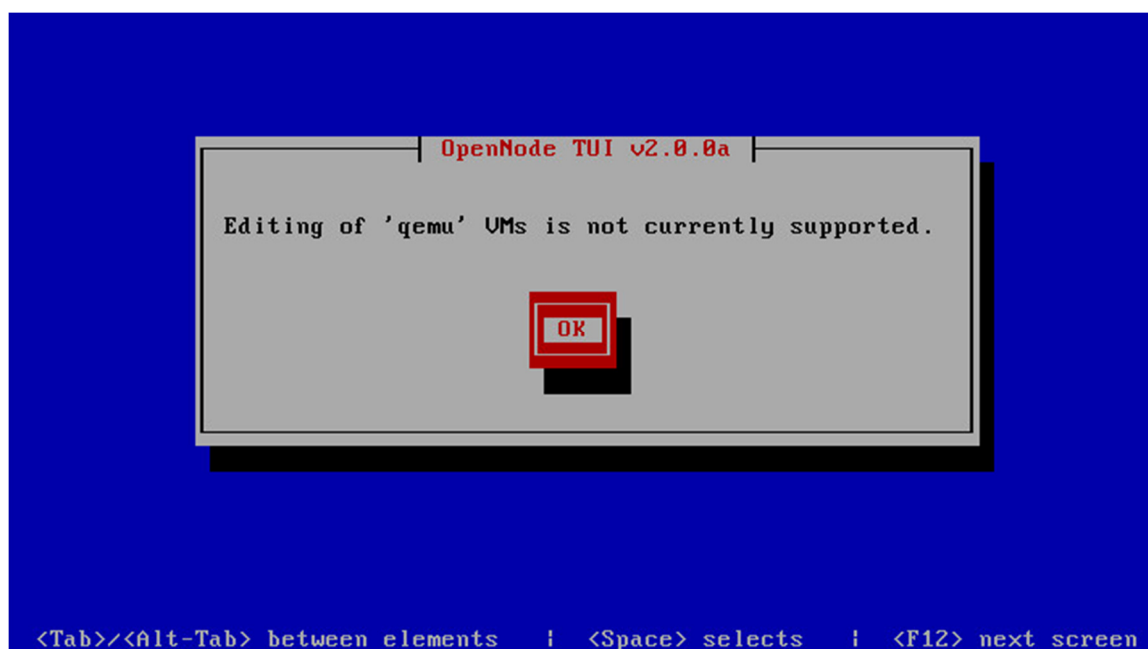 OpenNode TUI v2.0.0a
Editing of 'qemu' VMs is not currently supported.
OK
<Tab>/<Alt-Tab> between elements | <Space> selects | <F12> next screen